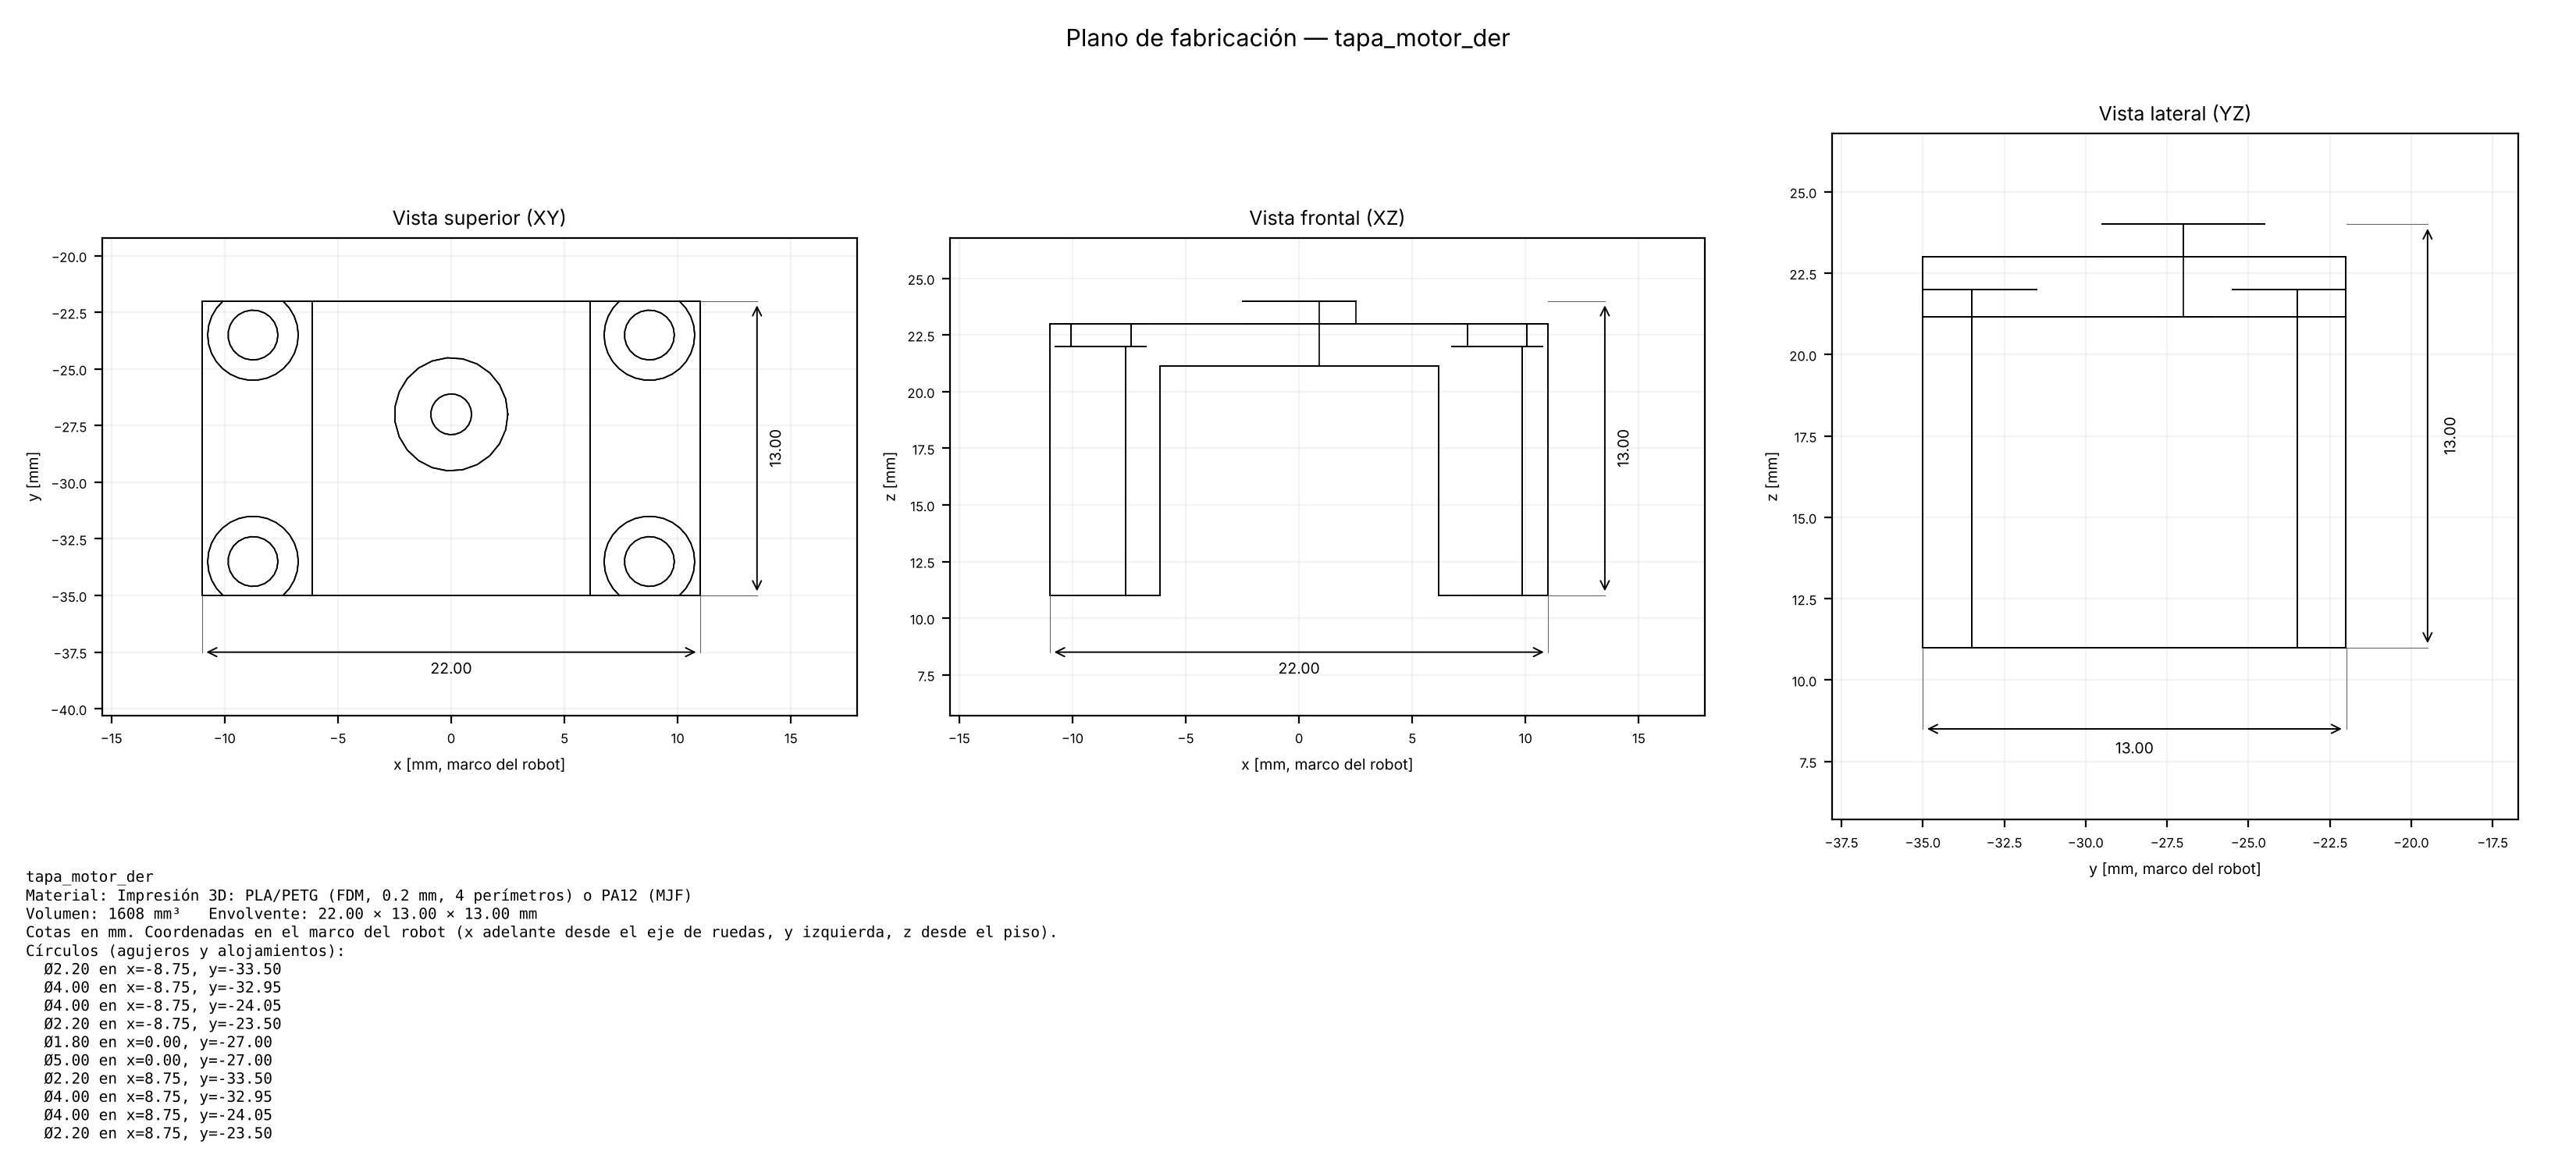 Plano de fabricación — tapa_motor_der
Vista superior (XY)
−20.0
−22.5
−25.0
−27.5
−30.0
−32.5
−35.0
−37.5
−40.0
y [mm]
13.00
22.00
−15
−10
−5
0
5
10
15
x [mm, marco del robot]
Vista frontal (XZ)
25.0
22.5
20.0
17.5
15.0
12.5
10.0
7.5
z [mm]
13.00
22.00
−15
−10
−5
0
5
10
15
x [mm, marco del robot]
Vista lateral (YZ)
25.0
22.5
20.0
17.5
15.0
12.5
10.0
7.5
z [mm]
13.00
13.00
−37.5
−35.0
−32.5
−30.0
−27.5
−25.0
−22.5
−20.0
−17.5
y [mm, marco del robot]
tapa_motor_der
Material: Impresión 3D: PLA/PETG (FDM, 0.2 mm, 4 perímetros) o PA12 (MJF)
Volumen: 1608 mm³   Envolvente: 22.00 × 13.00 × 13.00 mm
Cotas en mm. Coordenadas en el marco del robot (x adelante desde el eje de ruedas, y izquierda, z desde el piso).
Círculos (agujeros y alojamientos):
Ø2.20 en x=-8.75, y=-33.50
Ø4.00 en x=-8.75, y=-32.95
Ø4.00 en x=-8.75, y=-24.05
Ø2.20 en x=-8.75, y=-23.50
Ø1.80 en x=0.00, y=-27.00
Ø5.00 en x=0.00, y=-27.00
Ø2.20 en x=8.75, y=-33.50
Ø4.00 en x=8.75, y=-32.95
Ø4.00 en x=8.75, y=-24.05
Ø2.20 en x=8.75, y=-23.50